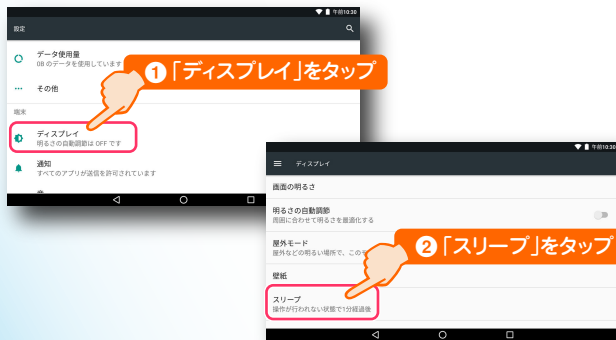 午前10:30
設定
データ使用量
0B のデータを使用しています
その他
端末
ディスプレイ
明るさの自動調節は OFF です
通知
すべてのアプリが送信を許可されています
❶「ディスプレイ」をタップ
午前10:30
ディスプレイ
画面の明るさ
明るさの自動調節
周囲に合わせて明るさを最適化する
屋外モード
屋外などの明るい場所で、このモ
壁紙
スリープ
操作が行われない状態で1分経過後
❷「スリープ」をタップ